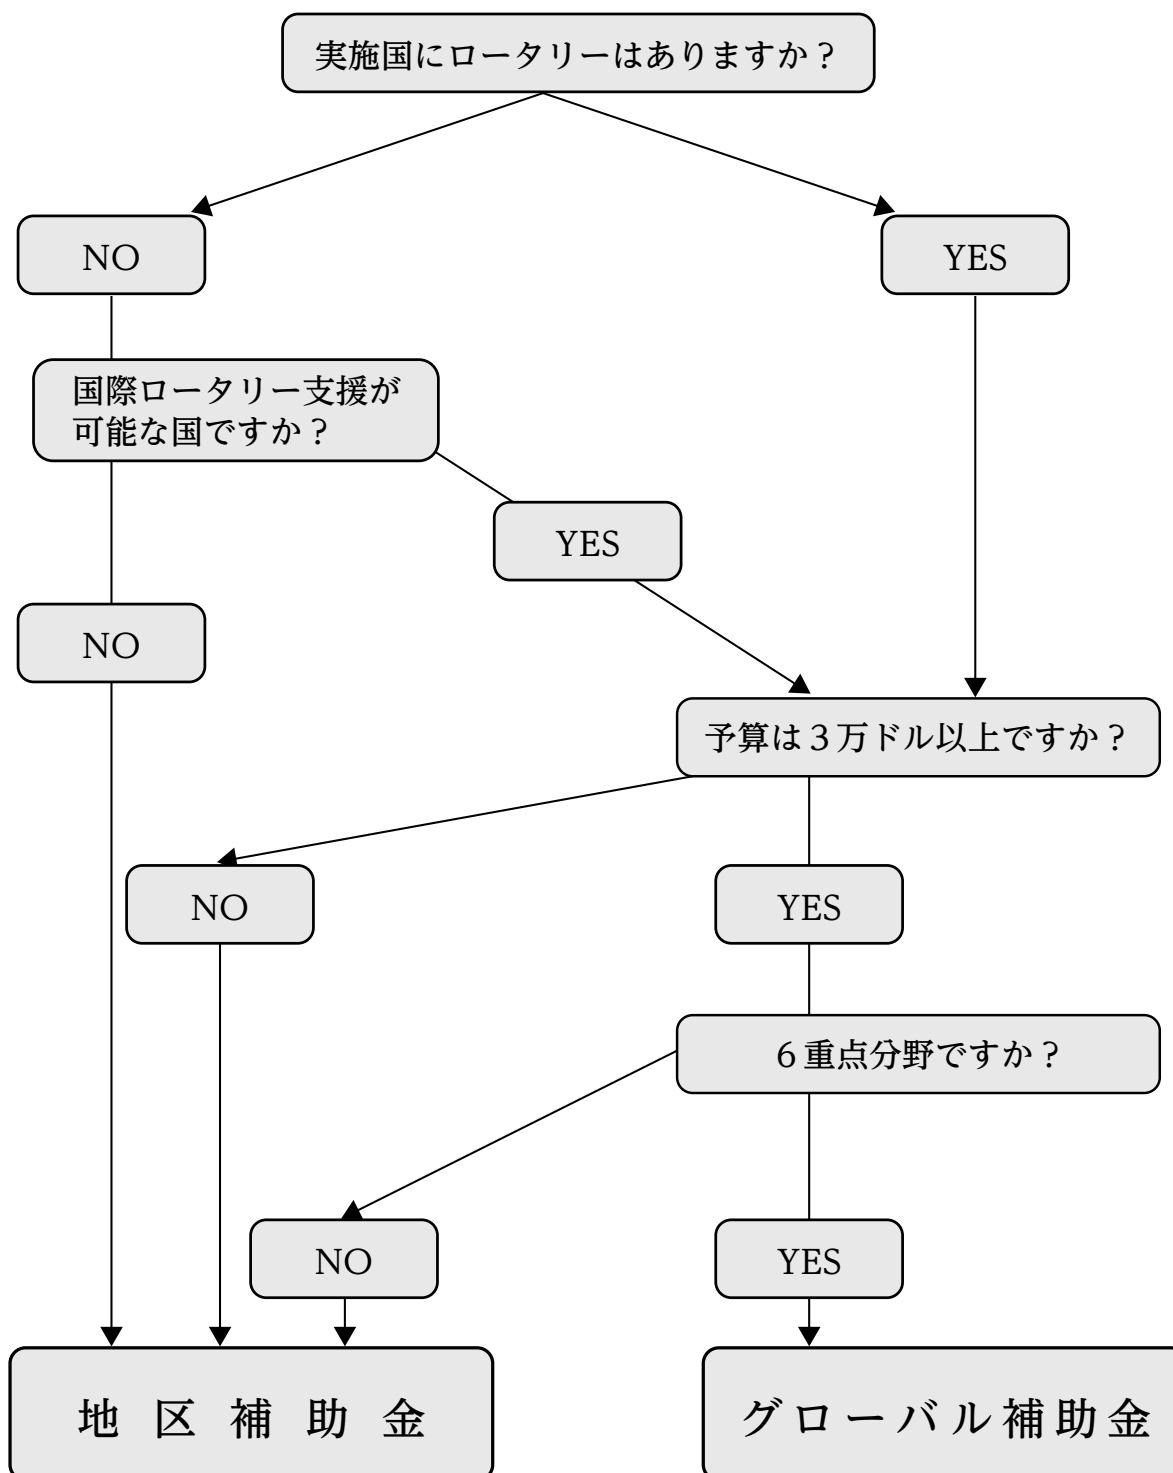 実施国にロータリーはありますか？
NO
YES
国際ロータリー支援が
可能な国ですか？
YES
NO
予算は３万ドル以上ですか？
NO
YES
６重点分野ですか？
NO
YES
地区補助金
グローバル補助金